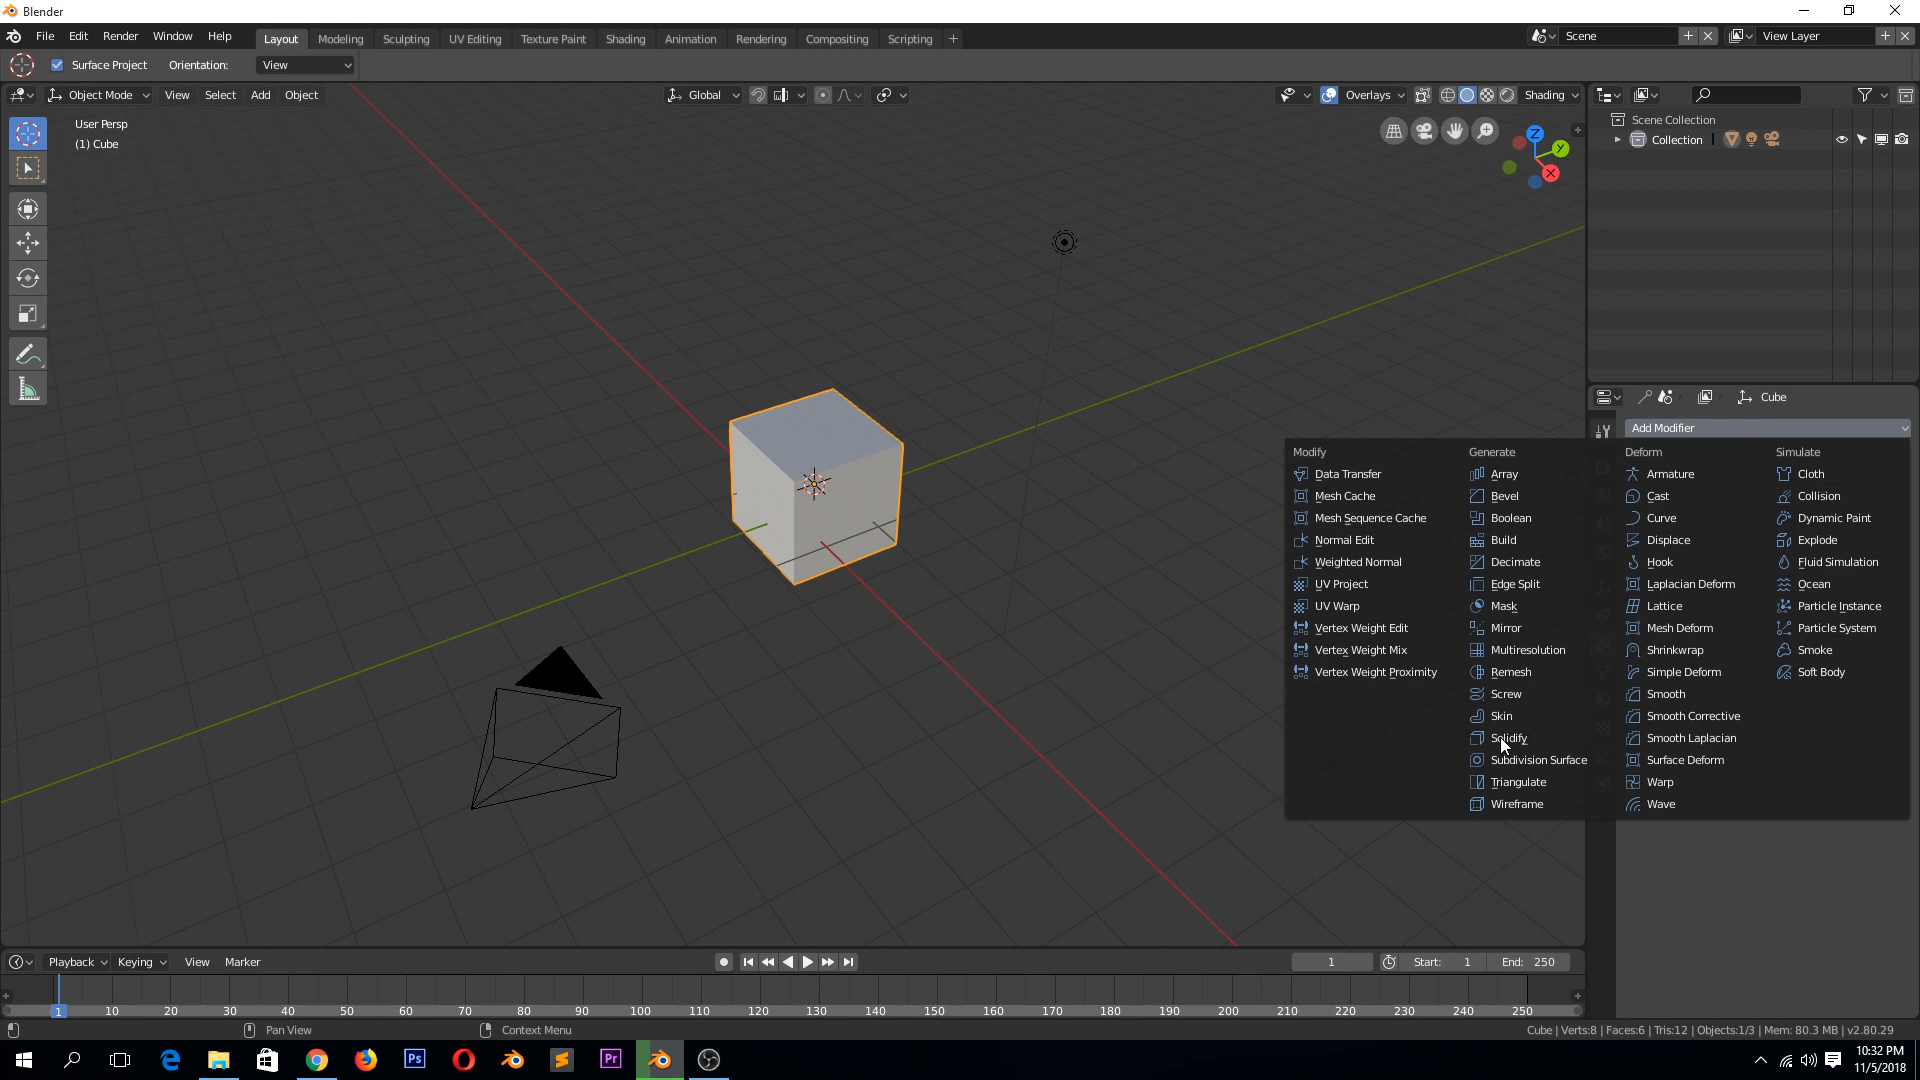 Blender
File Edit Render Window Help Layout Modeling Sculpting UV Editing Texture Paint Shading Animation Rendering Compositing Scripting Scene View Layer
Surface Project Orientation: View
Object Mode View Select Add Object Global Overlays Shading
User Persp
(1) Cube
Z
Y
X
Scene Collection
Collection
Cube
Add Modifier
Modify
Data Transfer
Mesh Cache
Mesh Sequence Cache
Normal Edit
Weighted Normal
UV Project
UV Warp
Vertex Weight Edit
Vertex Weight Mix
Vertex Weight Proximity
Generate
Array
Bevel
Boolean
Build
Decimate
Edge Split
Mask
Mirror
Multiresolution
Remesh
Screw
Skin
Solidify
Subdivision Surface
Triangulate
Wireframe
Deform
Armature
Cast
Curve
Displace
Hook
Laplacian Deform
Lattice
Mesh Deform
Shrinkwrap
Simple Deform
Smooth
Smooth Corrective
Smooth Laplacian
Surface Deform
Warp
Wave
Simulate
Cloth
Collision
Dynamic Paint
Explode
Fluid Simulation
Ocean
Particle Instance
Particle System
Smoke
Soft Body
Playback Keying View Marker 1 Start: 1 End: 250
1 10 20 30 40 50 60 70 80 90 100 110 120 130 140 150 160 170 180 190 200 210 220 230 240 250
Pan View Context Menu Cube | Verts:8 | Faces:6 | Tris:12 | Objects:1/3 | Mem: 80.3 MB | v2.80.29
Ps Pr
10:32 PM
11/5/2018